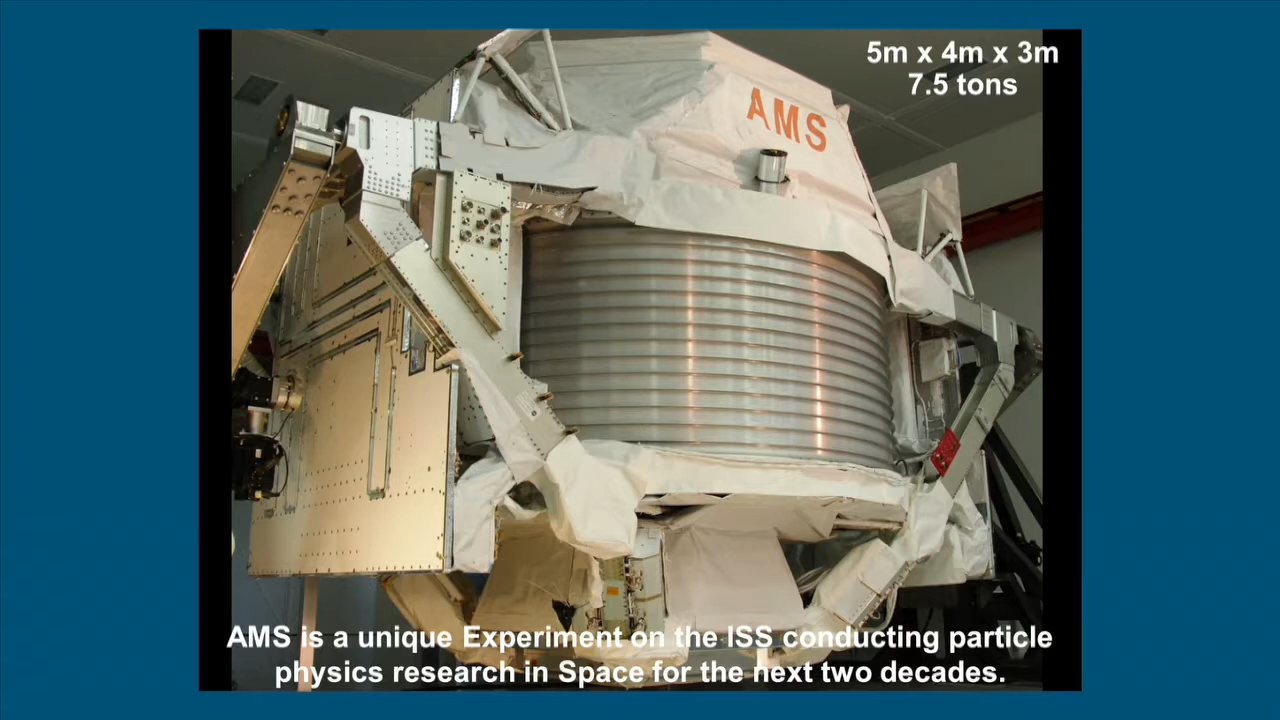 5m x 4m x 3m
7.5 tons
AMS
AMS is a unique Experiment on the ISS conducting particle
physics research in Space for the next two decades.